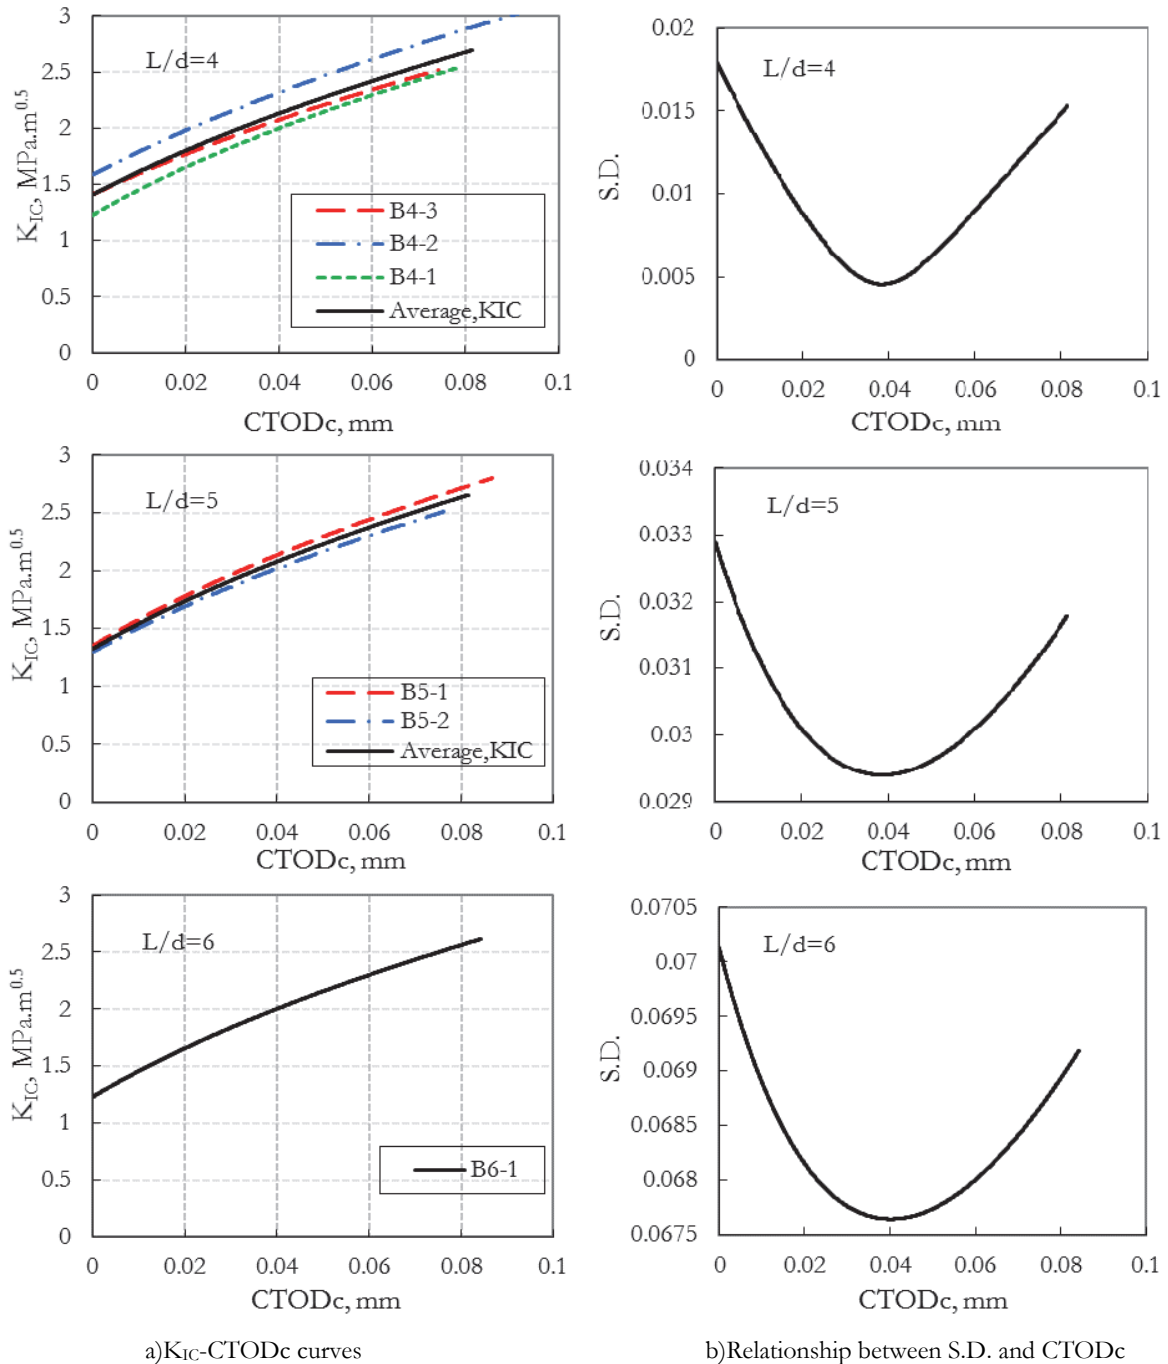 3
2.5
2
1.5
1
0.5
0
K_IC, MPa.m^0.5
L/d=4
B4-3
B4-2
B4-1
Average,KIC
0 0.02 0.04 0.06 0.08 0.1
CTODc, mm
0.02
0.015
0.01
0.005
0
S.D.
L/d=4
0 0.02 0.04 0.06 0.08 0.1
CTODc, mm
3
2.5
2
1.5
1
0.5
0
K_IC, MPa.m^0.5
L/d=5
B5-1
B5-2
Average,KIC
0 0.02 0.04 0.06 0.08 0.1
CTODc, mm
0.034
0.033
0.032
0.031
0.03
0.029
S.D.
L/d=5
0 0.02 0.04 0.06 0.08 0.1
CTODc, mm
3
2.5
2
1.5
1
0.5
0
K_IC, MPa.m^0.5
L/d=6
B6-1
0 0.02 0.04 0.06 0.08 0.1
CTODc, mm
0.0705
0.07
0.0695
0.069
0.0685
0.068
0.0675
S.D.
L/d=6
0 0.02 0.04 0.06 0.08 0.1
CTODc, mm
a)K_IC-CTODc curves
b)Relationship between S.D. and CTODc